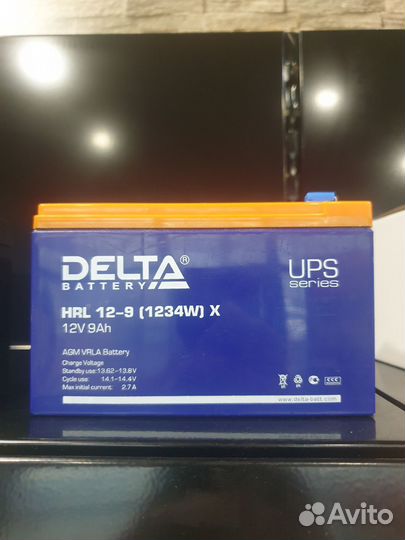 DELTA®
BATTERY
UPS
series
HRL 12-9 (1234W) X
12V 9Ah
AGM VRLA Battery
Charge Voltage
Standby use: 13.62-13.8V
Cycle use: 14.1-14.4V
Max initial current: 2.7 A
www.delta-batt.com
Avito